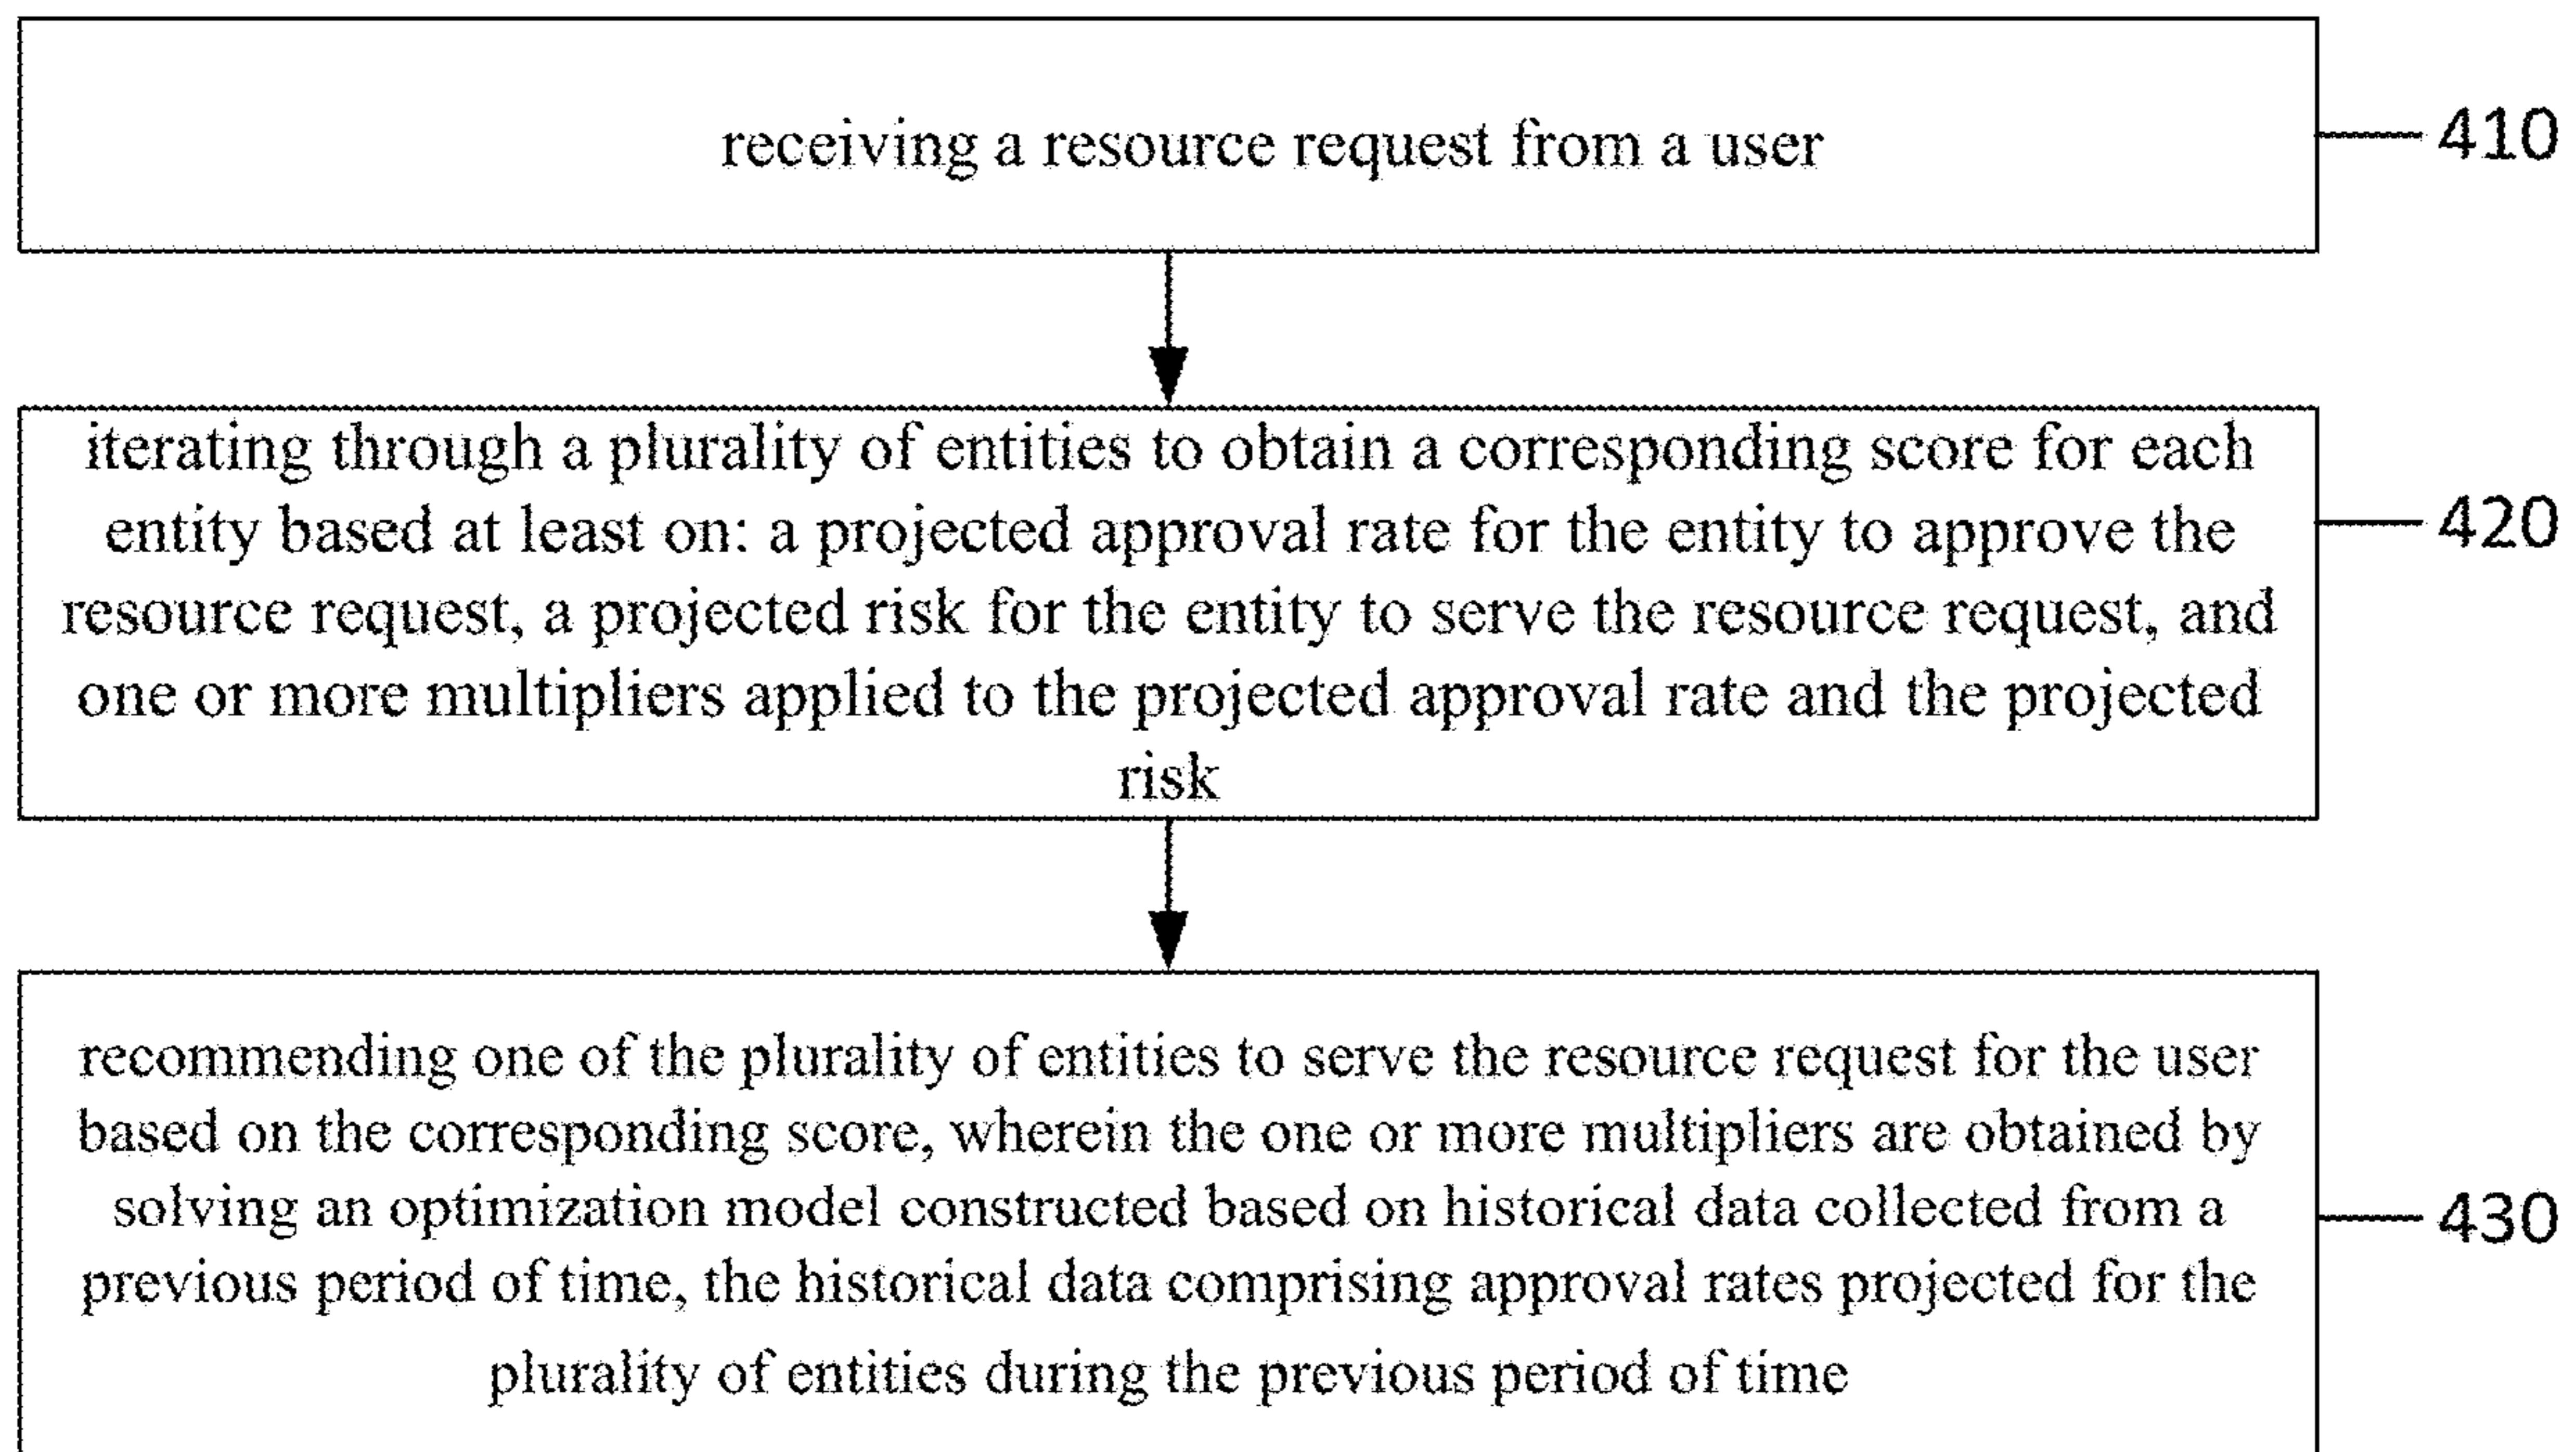 receiving a resource request from a user
410
iterating through a plurality of entities to obtain a corresponding score for each
entity based at least on: a projected approval rate for the entity to approve the
resource request, a projected risk for the entity to serve the resource request, and
one or more multipliers applied to the projected approval rate and the projected
risk
420
recommending one of the plurality of entities to serve the resource request for the user
based on the corresponding score, wherein the one or more multipliers are obtained by
solving an optimization model constructed based on historical data collected from a
previous period of time, the historical data comprising approval rates projected for the
plurality of entities during the previous period of time
430